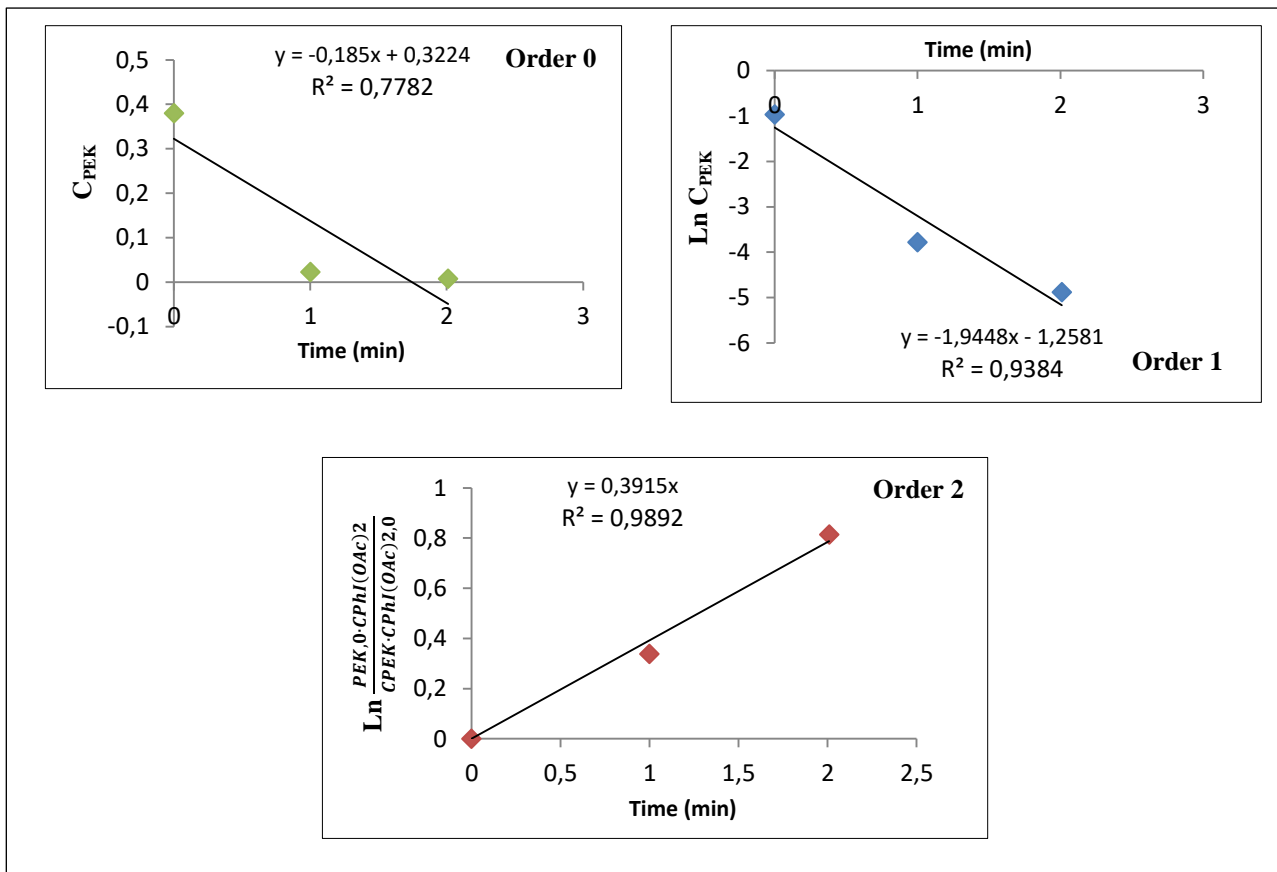 y = -0,185x + 0,3224
R² = 0,7782
Order 0
0,5
0,4
0,3
0,2
0,1
0
-0,1
0
1
2
3
C_PEK
Time (min)
Time (min)
0
-1
-2
-3
-4
-5
-6
0
1
2
3
Ln C_PEK
y = -1,9448x - 1,2581
R² = 0,9384
Order 1
y = 0,3915x
R² = 0,9892
Order 2
1
0,8
0,6
0,4
0,2
0
0
0,5
1
1,5
2
2,5
Ln PEK,0·CPhI(OAc)2
CPEK·CPhI(OAc)2,0
Time (min)